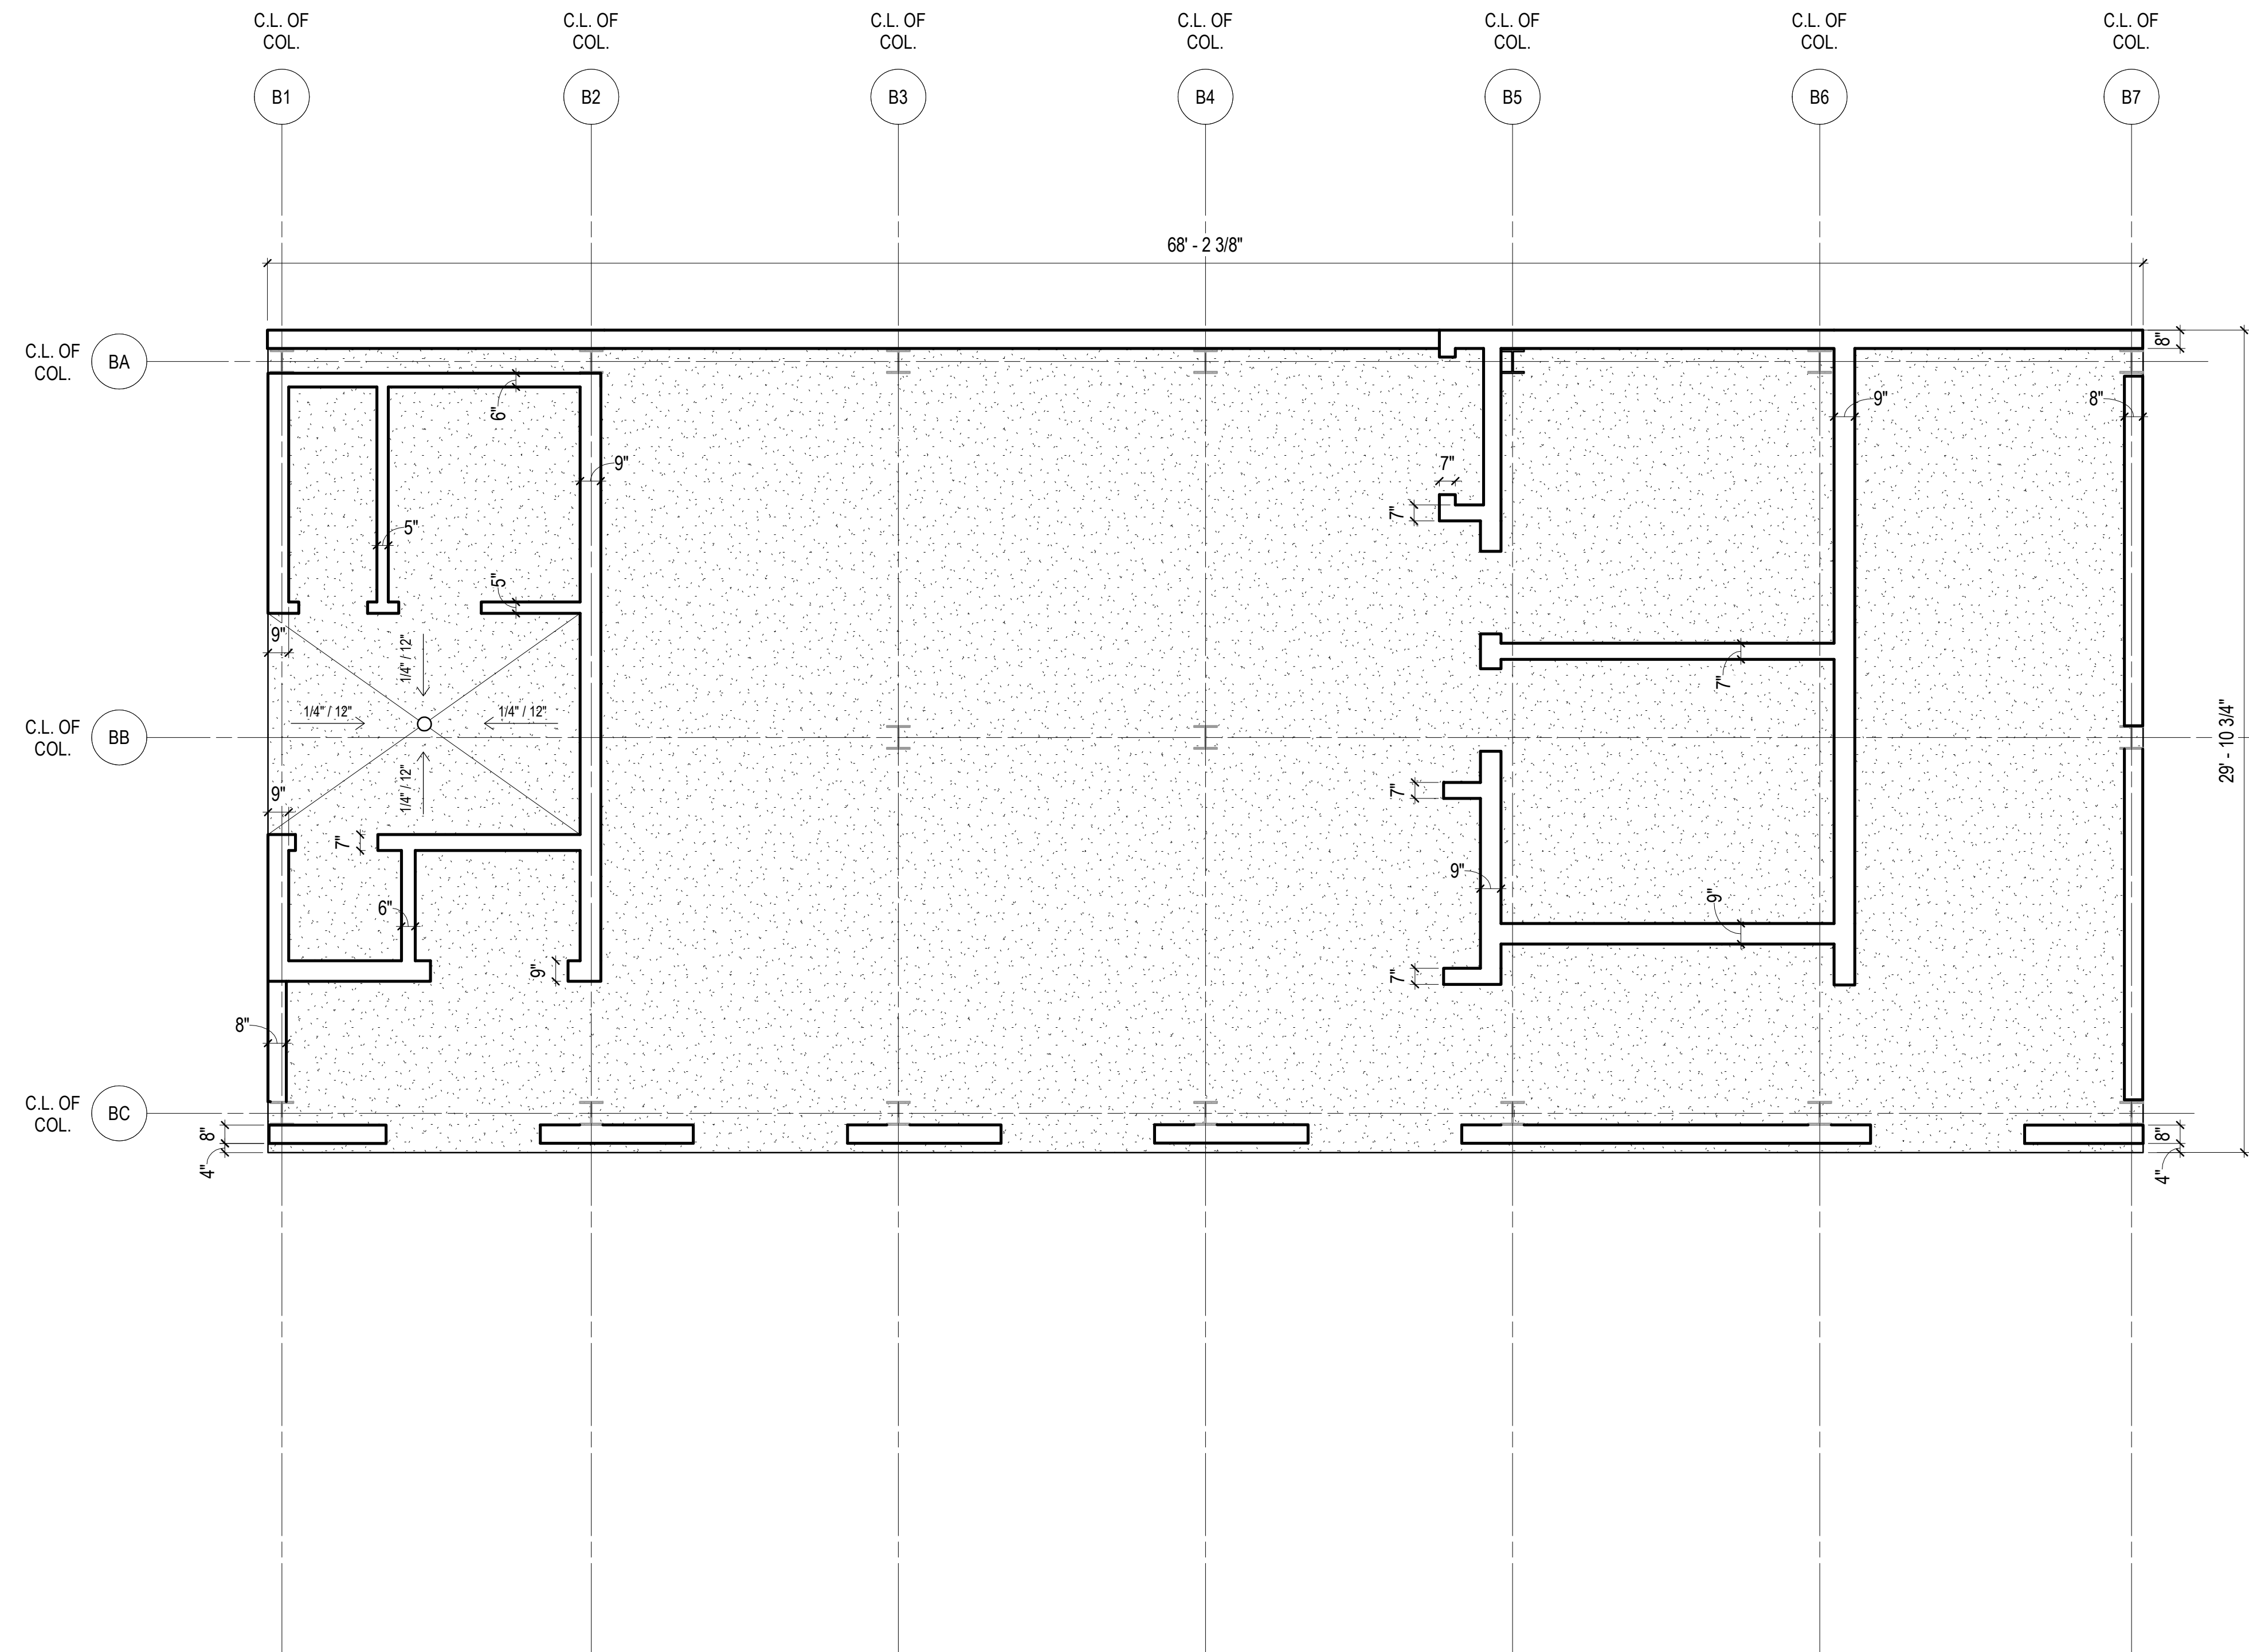 C.L. OF
COL.
C.L. OF
COL.
C.L. OF
COL.
C.L. OF
COL.
C.L. OF
COL.
C.L. OF
COL.
C.L. OF
COL.
B1
B2
B3
B4
B5
B6
B7
68' - 2 3/8"
8"
C.L. OF
COL.
BA
6"
9"
8"
9"
7"
7"
5"
5"
9"
1/4" / 12"
7"
1/4" / 12"
1/4" / 12"
C.L. OF
COL.
BB
29' - 10 3/4"
1/4" / 12"
9"
7"
7"
9"
9"
6"
9"
7"
8"
C.L. OF
COL.
BC
8"
8"
4"
4"